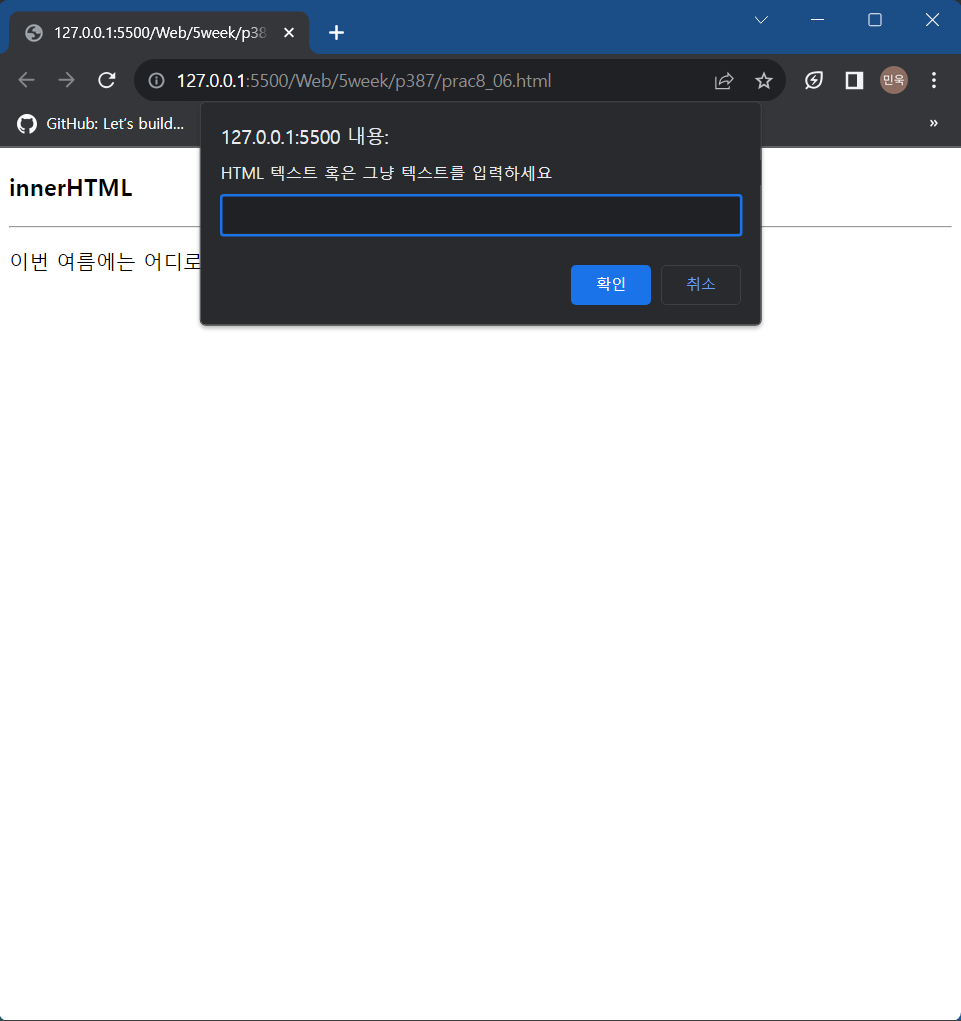 127.0.0.1:5500/Web/5week/p38
127.0.0.1:5500/Web/5week/p387/prac8_06.html
민욱
GitHub: Let's build...
»
127.0.0.1:5500 내용:
HTML 텍스트 혹은 그냥 텍스트를 입력하세요
확인 취소
innerHTML
이번 여름에는 어디로